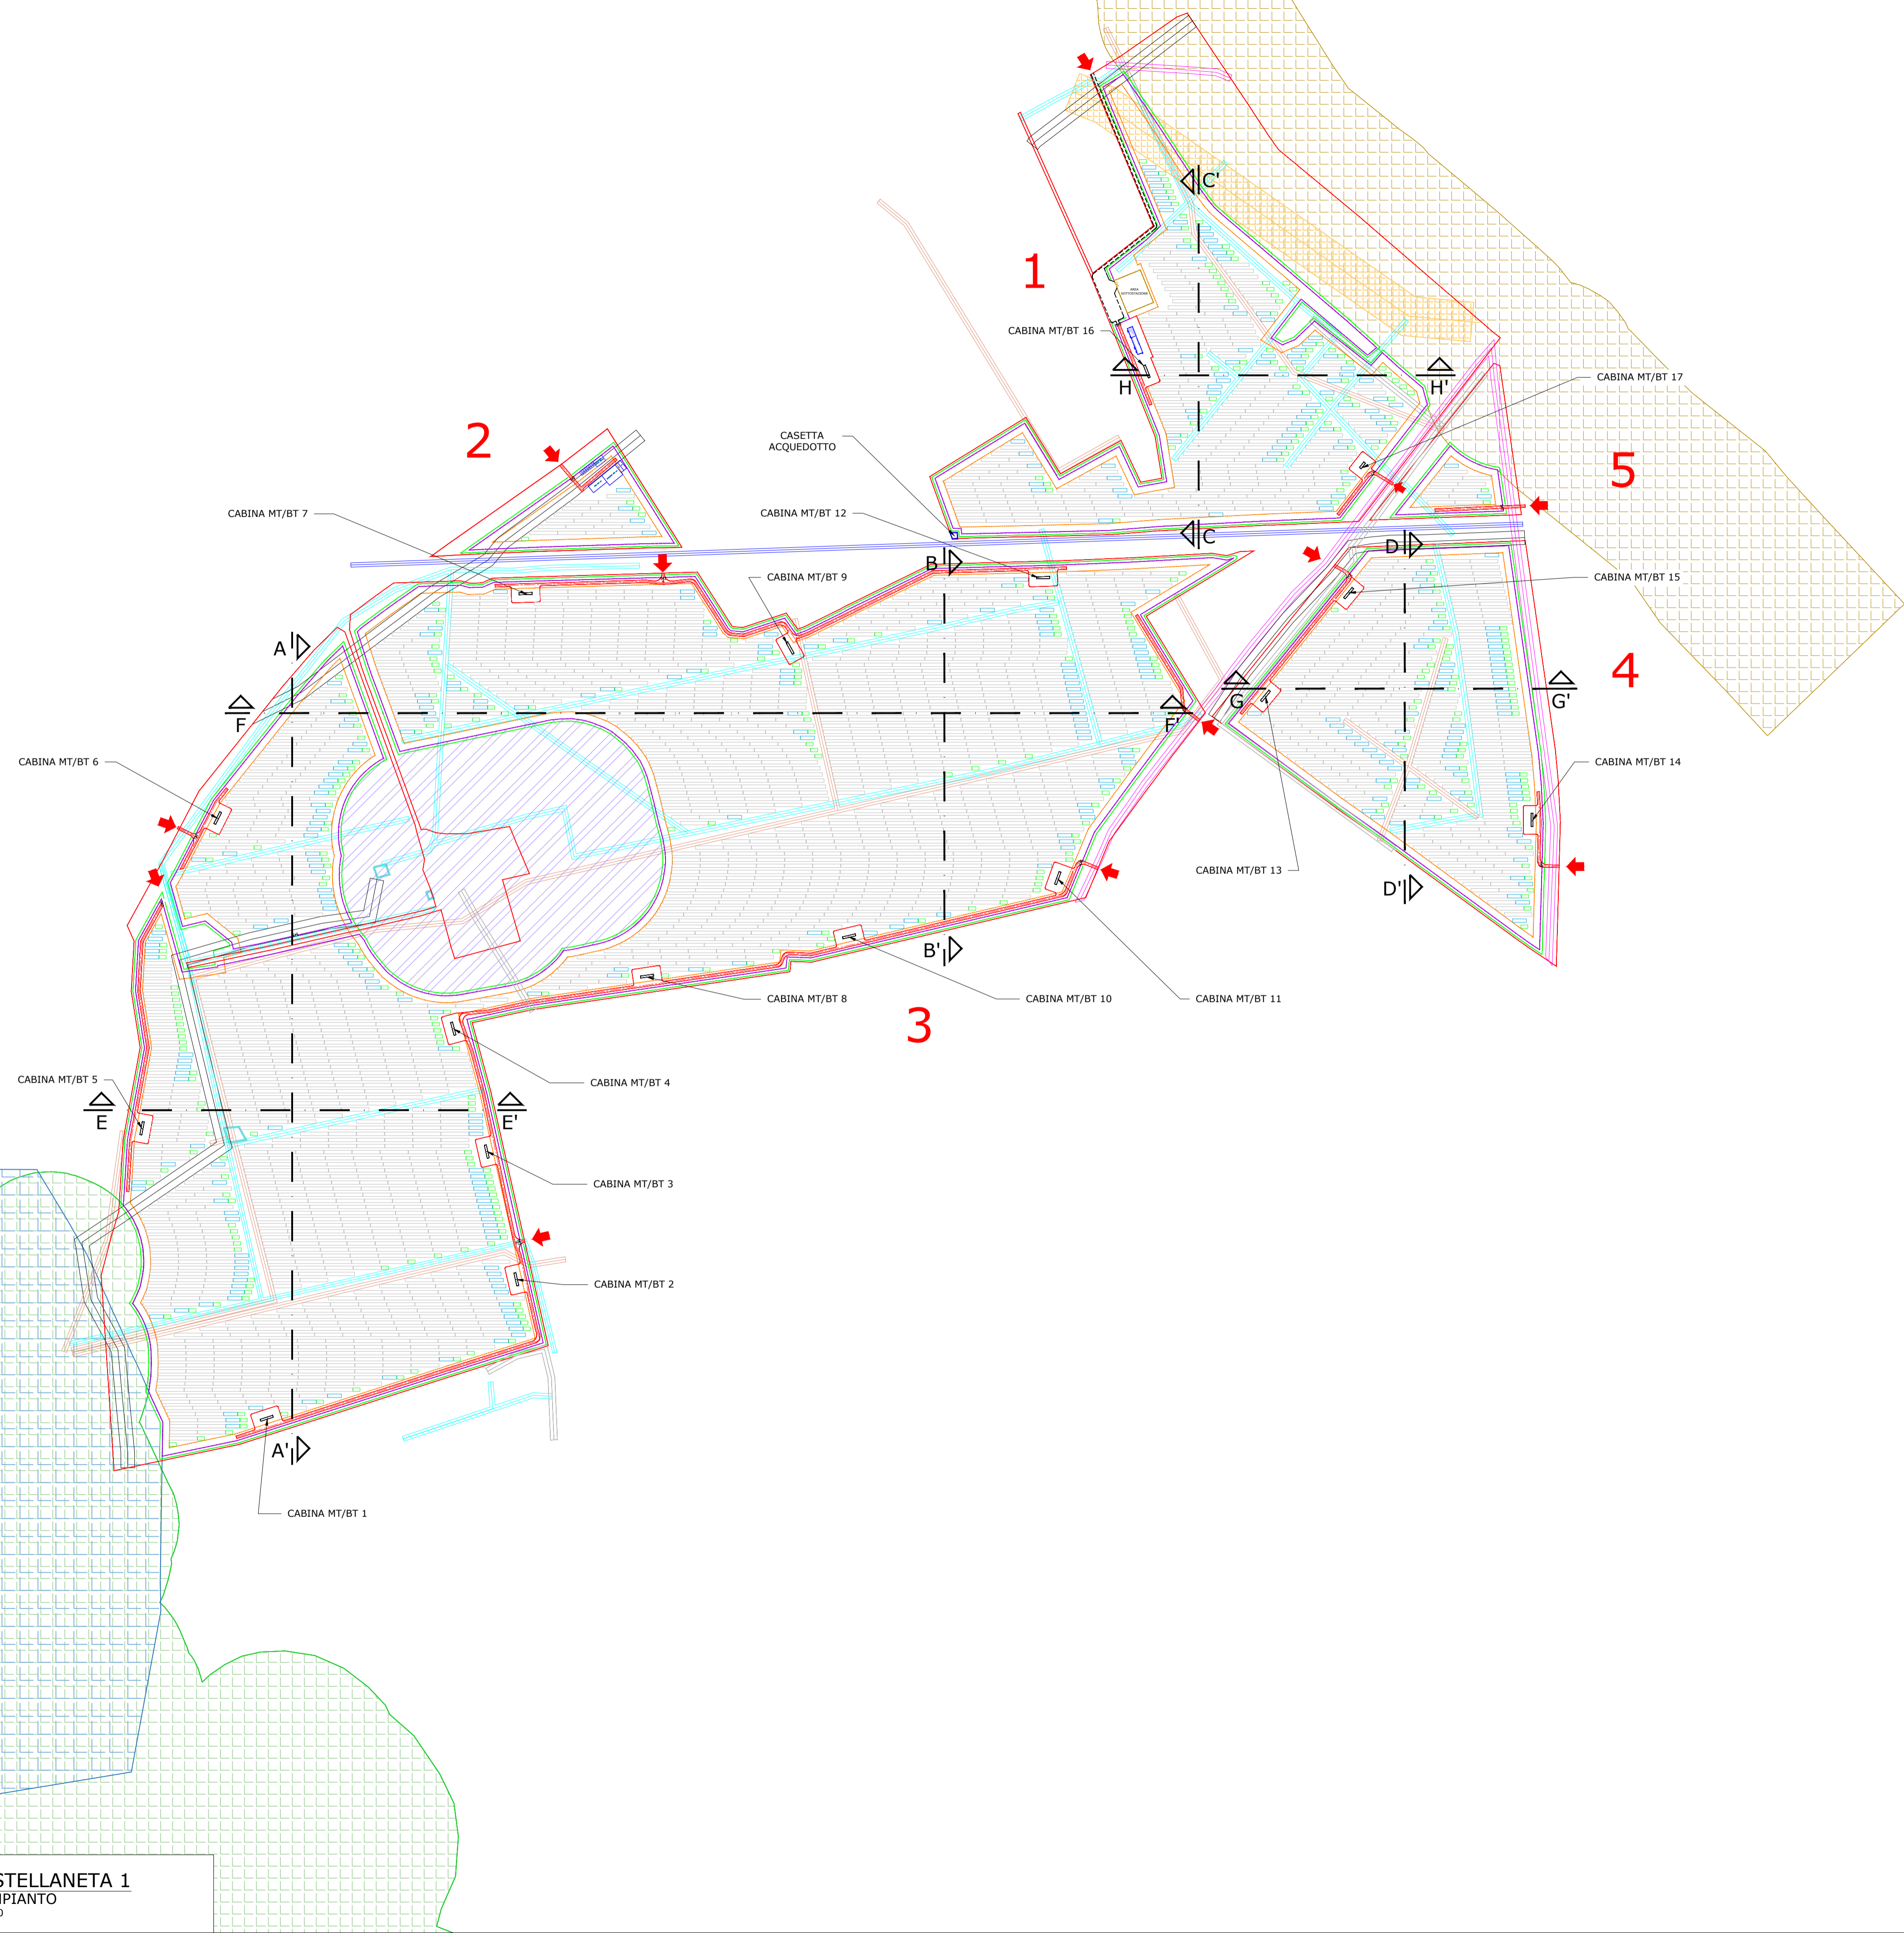 C'
1
AREA
SOTTOSTAZIONE
CABINA MT/BT 16
H
H'
CABINA MT/BT 17
2
CASETTA
ACQUEDOTTO
5
CABINA MT/BT 7
CABINA MT/BT 12
C
B
D
CABINA MT/BT 9
CABINA MT/BT 15
A
4
F
F'
G
G'
CABINA MT/BT 6
CABINA MT/BT 14
CABINA MT/BT 13
D'
B'
CABINA MT/BT 8
CABINA MT/BT 10
CABINA MT/BT 11
3
CABINA MT/BT 5
CABINA MT/BT 4
E
E'
CABINA MT/BT 3
CABINA MT/BT 2
A'
CABINA MT/BT 1
STELLANETA 1
PIANTO
0